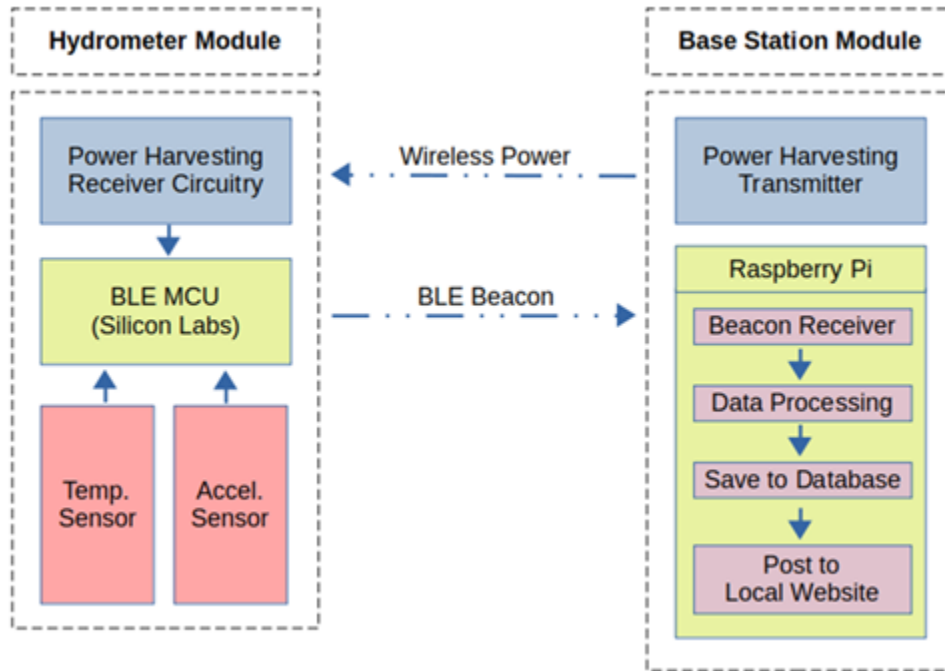 Hydrometer Module
Base Station Module
Power Harvesting
Receiver Circuitry
Wireless Power
Power Harvesting
Transmitter
BLE MCU
(Silicon Labs)
BLE Beacon
Raspberry Pi
Beacon Receiver
Data Processing
Save to Database
Post to
Local Website
Temp.
Sensor
Accel.
Sensor